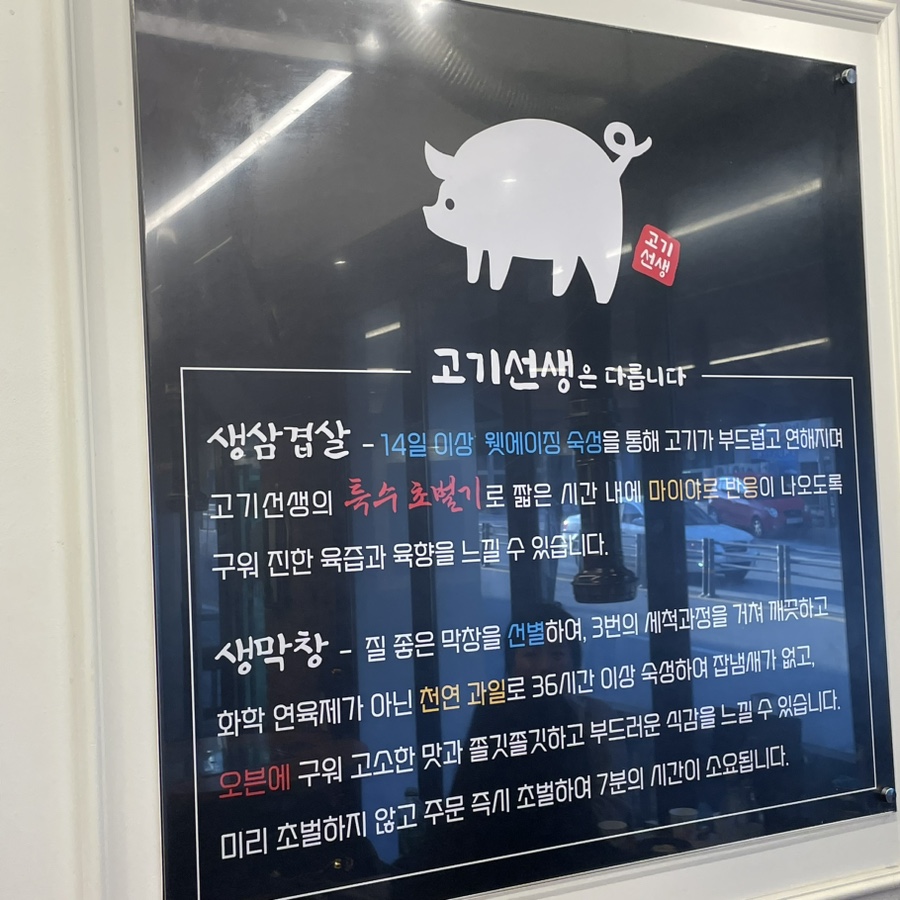 고기
선생
고기선생은 다릅니다
생삼겹살 - 14일 이상 웻에이징 숙성을 통해 고기가 부드럽고 연해지며
고기선생의 특수 초벌기로 짧은 시간 내에 마이야르 반응이 나오도록
구워 진한 육즙과 육향을 느낄 수 있습니다.
생막창 - 질 좋은 막창을 선별하여, 3번의 세척과정을 거쳐 깨끗하고
화학 연육제가 아닌 천연 과일로 36시간 이상 숙성하여 잡냄새가 없고,
오븐에 구워 고소한 맛과 쫄깃쫄깃하고 부드러운 식감을 느낄 수 있습니다.
미리 초벌하지 않고 주문 즉시 초벌하여 7분의 시간이 소요됩니다.